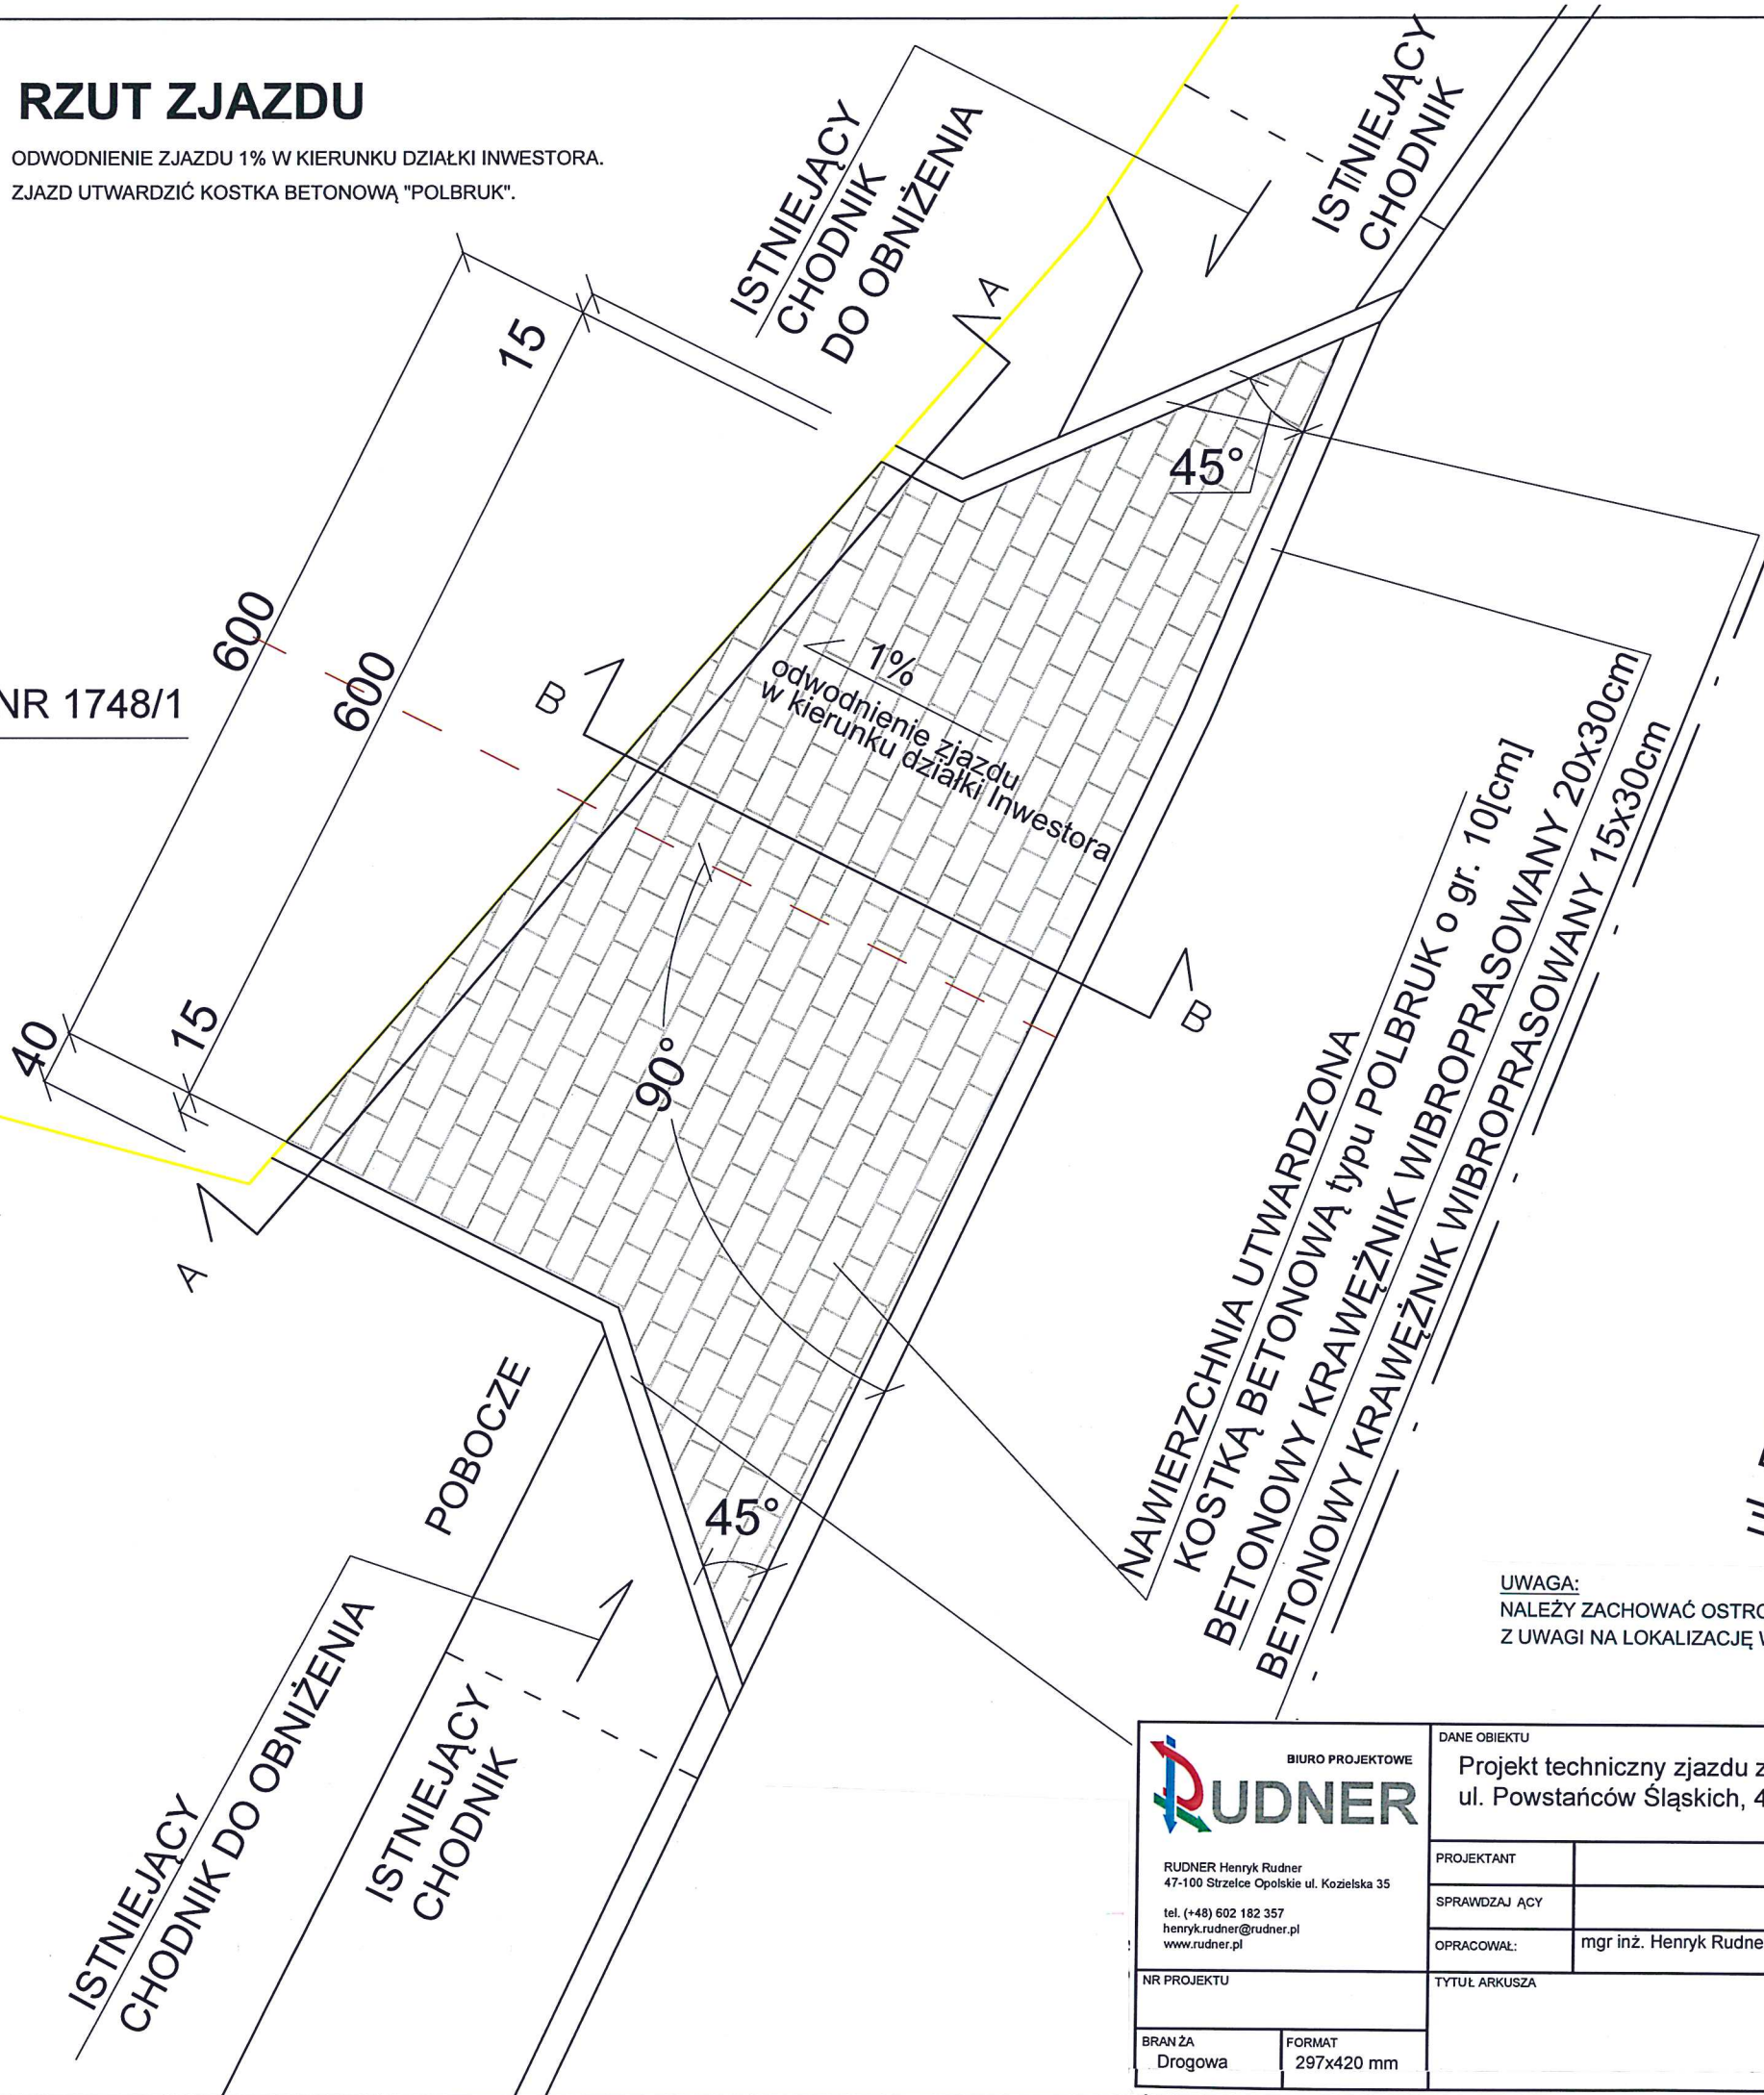 RZUT ZJAZDU
ODWODNIENIE ZJAZDU 1% W KIERUNKU DZIAŁKI INWESTORA.
ZJAZD UTWARDZIĆ KOSTKA BETONOWĄ "POLBRUK".
ISTNIEJĄCY
CHODNIK
DO OBNIŻENIA
ISTNIEJĄCY
CHODNIK
A
15
45°
600
600
NR 1748/1
B
1%
odwodnienie zjazdu
w kierunku działki Inwestora
40
15
90°
B
A
NAWIERZCHNIA UTWARDZONA
KOSTKĄ BETONOWĄ typu POLBRUK o gr. 10[cm]
BETONOWY KRAWĘŻNIK WIBROPRASOWANY 20x30cm
BETONOWY KRAWĘŻNIK WIBROPRASOWANY 15x30cm
POBOCZE
45°
ISTNIEJĄCY
CHODNIK DO OBNIŻENIA
ISTNIEJĄCY
CHODNIK
UWAGA:
NALEŻY ZACHOWAĆ
Z UWAGI NA LOKALIZACJĘ
BIURO PROJEKTOWE
RUDNER
RUDNER Henryk Rudner
47-100 Strzelce Opolskie ul. Kozielska 35
tel. (+48) 602 182 357
henryk.rudner@rudner.pl
www.rudner.pl
NR PROJEKTU
BRANŻA
Drogowa
FORMAT
297x420 mm
DANE OBIEKTU
Projekt techniczny zjazdu z
ul. Powstańców Śląskich, 4
PROJEKTANT
SPRAWDZAJ ĄCY
OPRACOWAŁ:
mgr inż. Henryk Rudne
TYTUŁ ARKUSZA